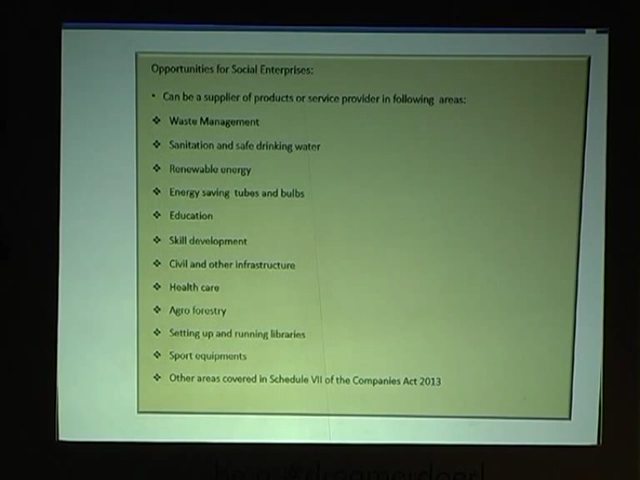 Opportunities for Social Enterprises:
• Can be a supplier of products or service provider in following areas:
❖ Waste Management
❖ Sanitation and safe drinking water
❖ Renewable energy
❖ Energy saving tubes and bulbs
❖ Education
❖ Skill development
❖ Civil and other infrastructure
❖ Health care
❖ Agro forestry
❖ Setting up and running libraries
❖ Sport equipments
❖ Other areas covered in Schedule VII of the Companies Act 2013